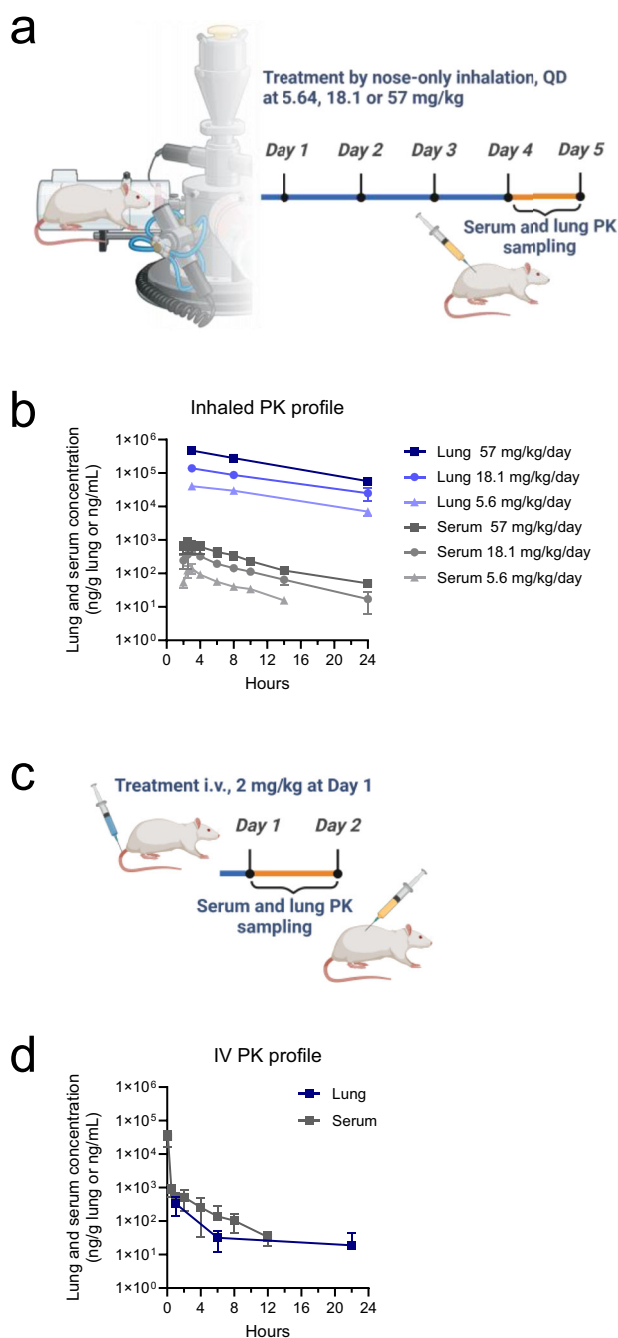 a
Treatment by nose-only inhalation, QD
at 5.64, 18.1 or 57 mg/kg
Day 1 Day 2 Day 3 Day 4 Day 5
Serum and lung PK
sampling
b
Inhaled PK profile
Lung and serum concentration
(ng/g lung or ng/mL)
1×10⁶
1×10⁵
1×10⁴
1×10³
1×10²
1×10¹
1×10⁰
0 4 8 12 16 20 24
Hours
Lung 57 mg/kg/day
Lung 18.1 mg/kg/day
Lung 5.6 mg/kg/day
Serum 57 mg/kg/day
Serum 18.1 mg/kg/day
Serum 5.6 mg/kg/day
c
Treatment i.v., 2 mg/kg at Day 1
Day 1 Day 2
Serum and lung PK
sampling
d
IV PK profile
Lung and serum concentration
(ng/g lung or ng/mL)
1×10⁶
1×10⁵
1×10⁴
1×10³
1×10²
1×10¹
1×10⁰
0 4 8 12 16 20 24
Hours
Lung
Serum